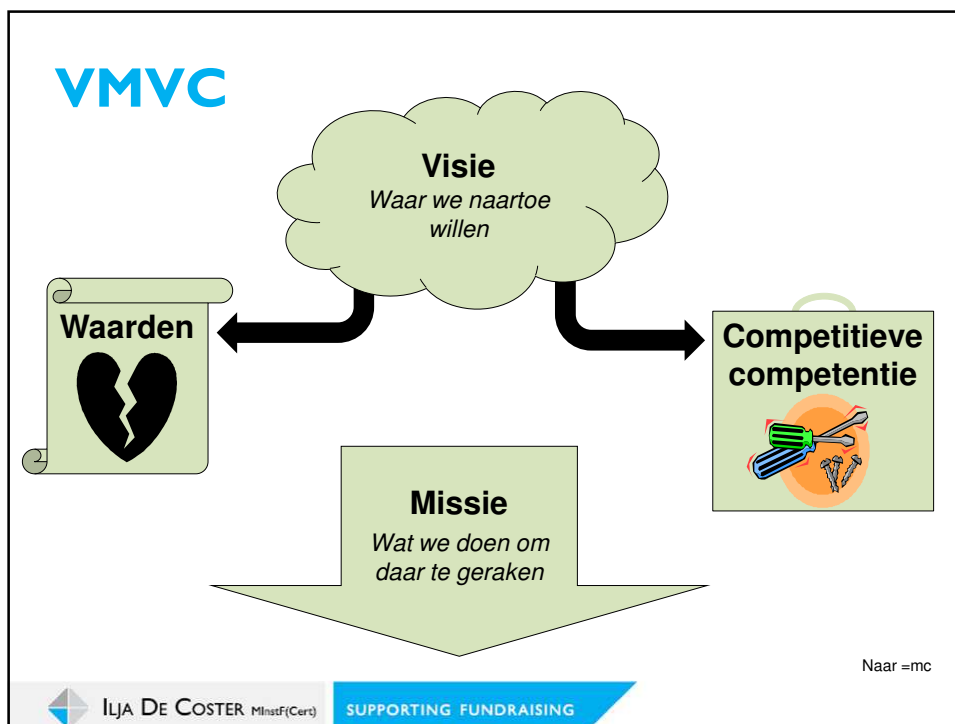 VMVC
Visie
Waar we naartoe
willen
Waarden
Competitieve
competentie
Missie
Wat we doen om
daar te geraken
Naar =mc
ILJA DE COSTER MInstF(Cert)
SUPPORTING FUNDRAISING